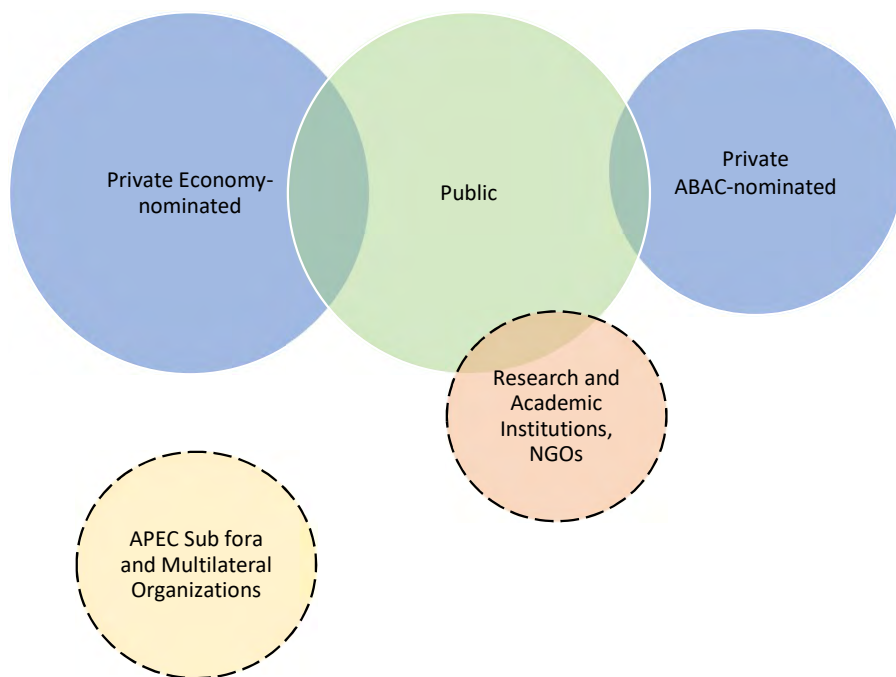 Private Economy-
nominated
Public
Private
ABAC-nominated
Research and
Academic
Institutions,
NGOs
APEC Sub fora
and Multilateral
Organizations